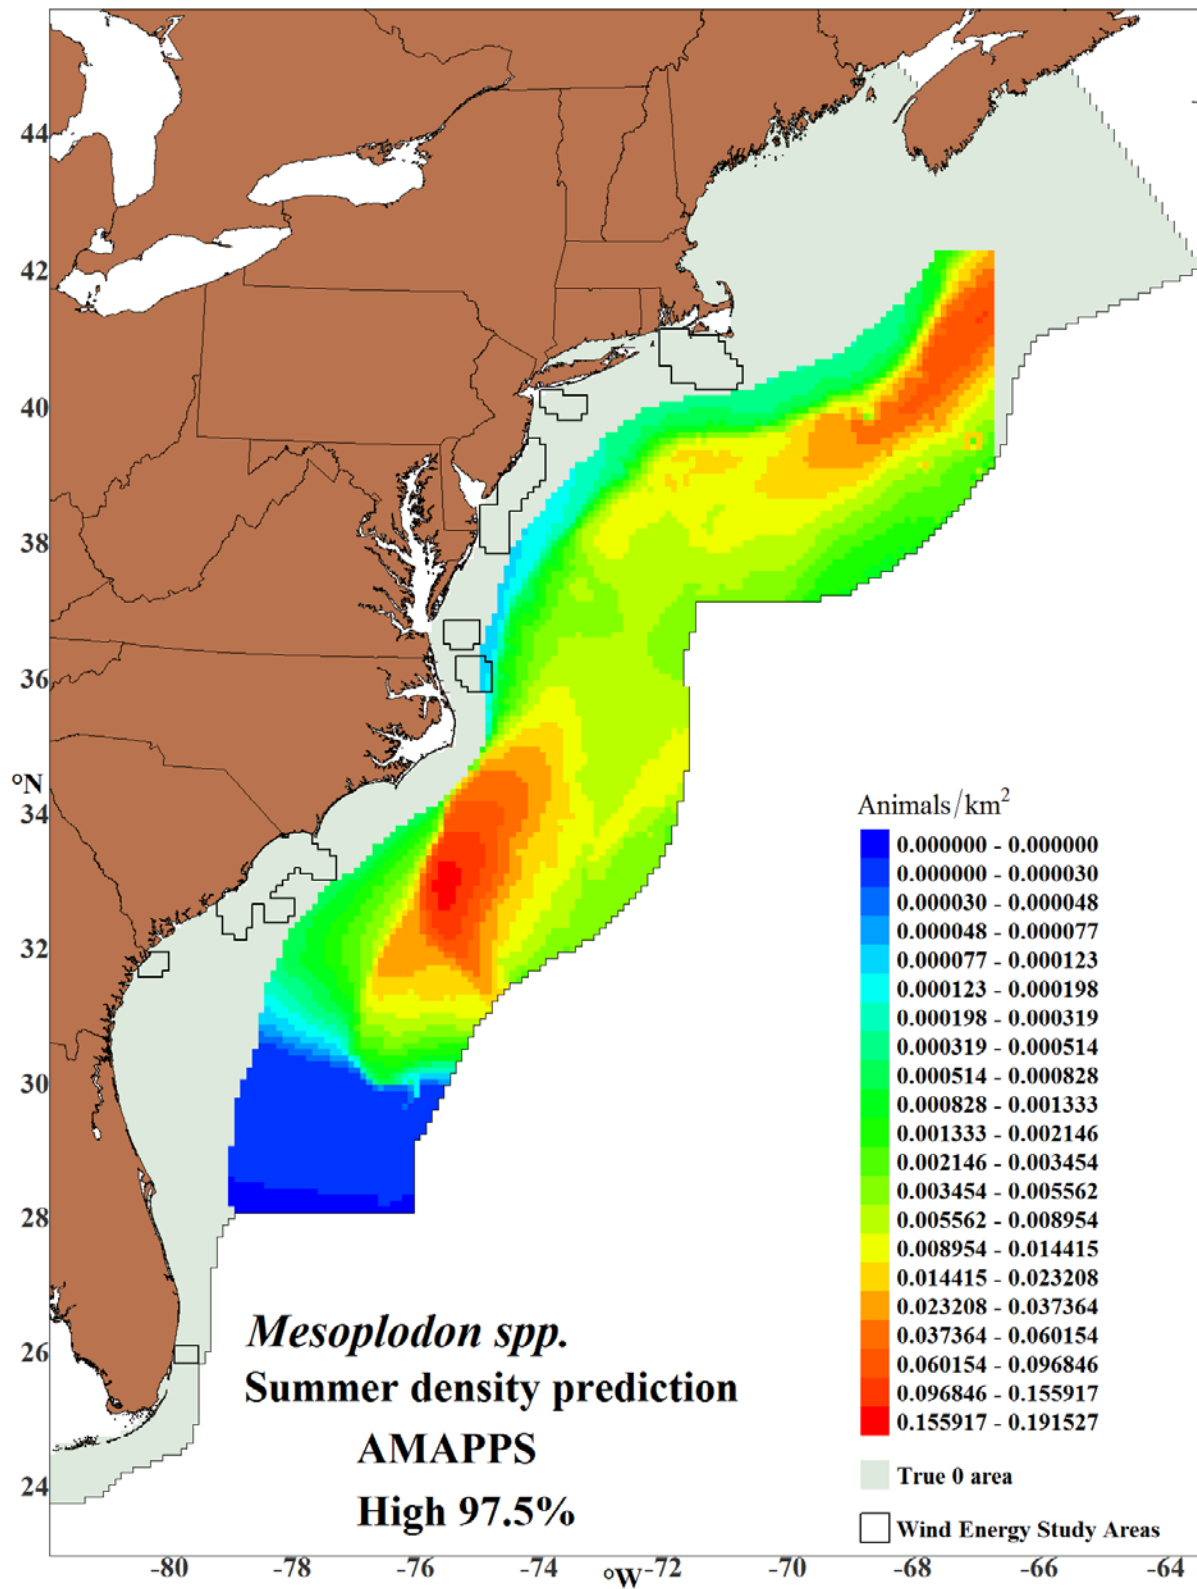 44
42
40
38
36
°N
34
32
30
28
26
24
Animals/km²
0.000000 - 0.000000
0.000000 - 0.000030
0.000030 - 0.000048
0.000048 - 0.000077
0.000077 - 0.000123
0.000123 - 0.000198
0.000198 - 0.000319
0.000319 - 0.000514
0.000514 - 0.000828
0.000828 - 0.001333
0.001333 - 0.002146
0.002146 - 0.003454
0.003454 - 0.005562
0.005562 - 0.008954
0.008954 - 0.014415
0.014415 - 0.023208
0.023208 - 0.037364
0.037364 - 0.060154
0.060154 - 0.096846
0.096846 - 0.155917
0.155917 - 0.191527
True 0 area
Wind Energy Study Areas
Mesoplodon spp.
Summer density prediction
AMAPPS
High 97.5%
-80 -78 -76 -74 °W -72 -70 -68 -66 -64